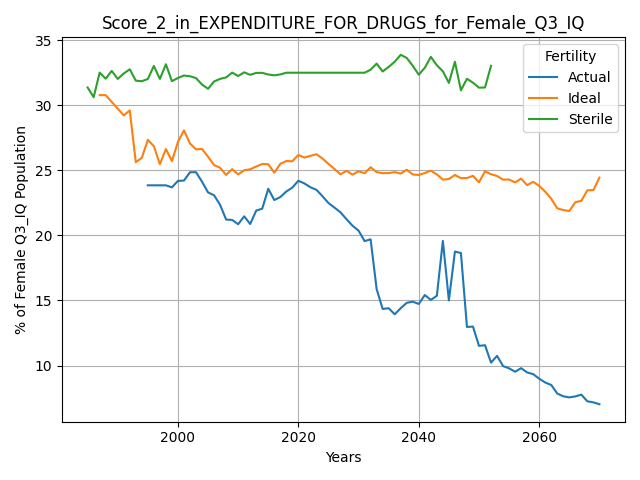 Score_2_in_EXPENDITURE_FOR_DRUGS_for_Female_Q3_IQ
% of Female Q3_IQ Population
35
30
25
20
15
10
Fertility
Actual
Ideal
Sterile
2000
2020
2040
2060
Years